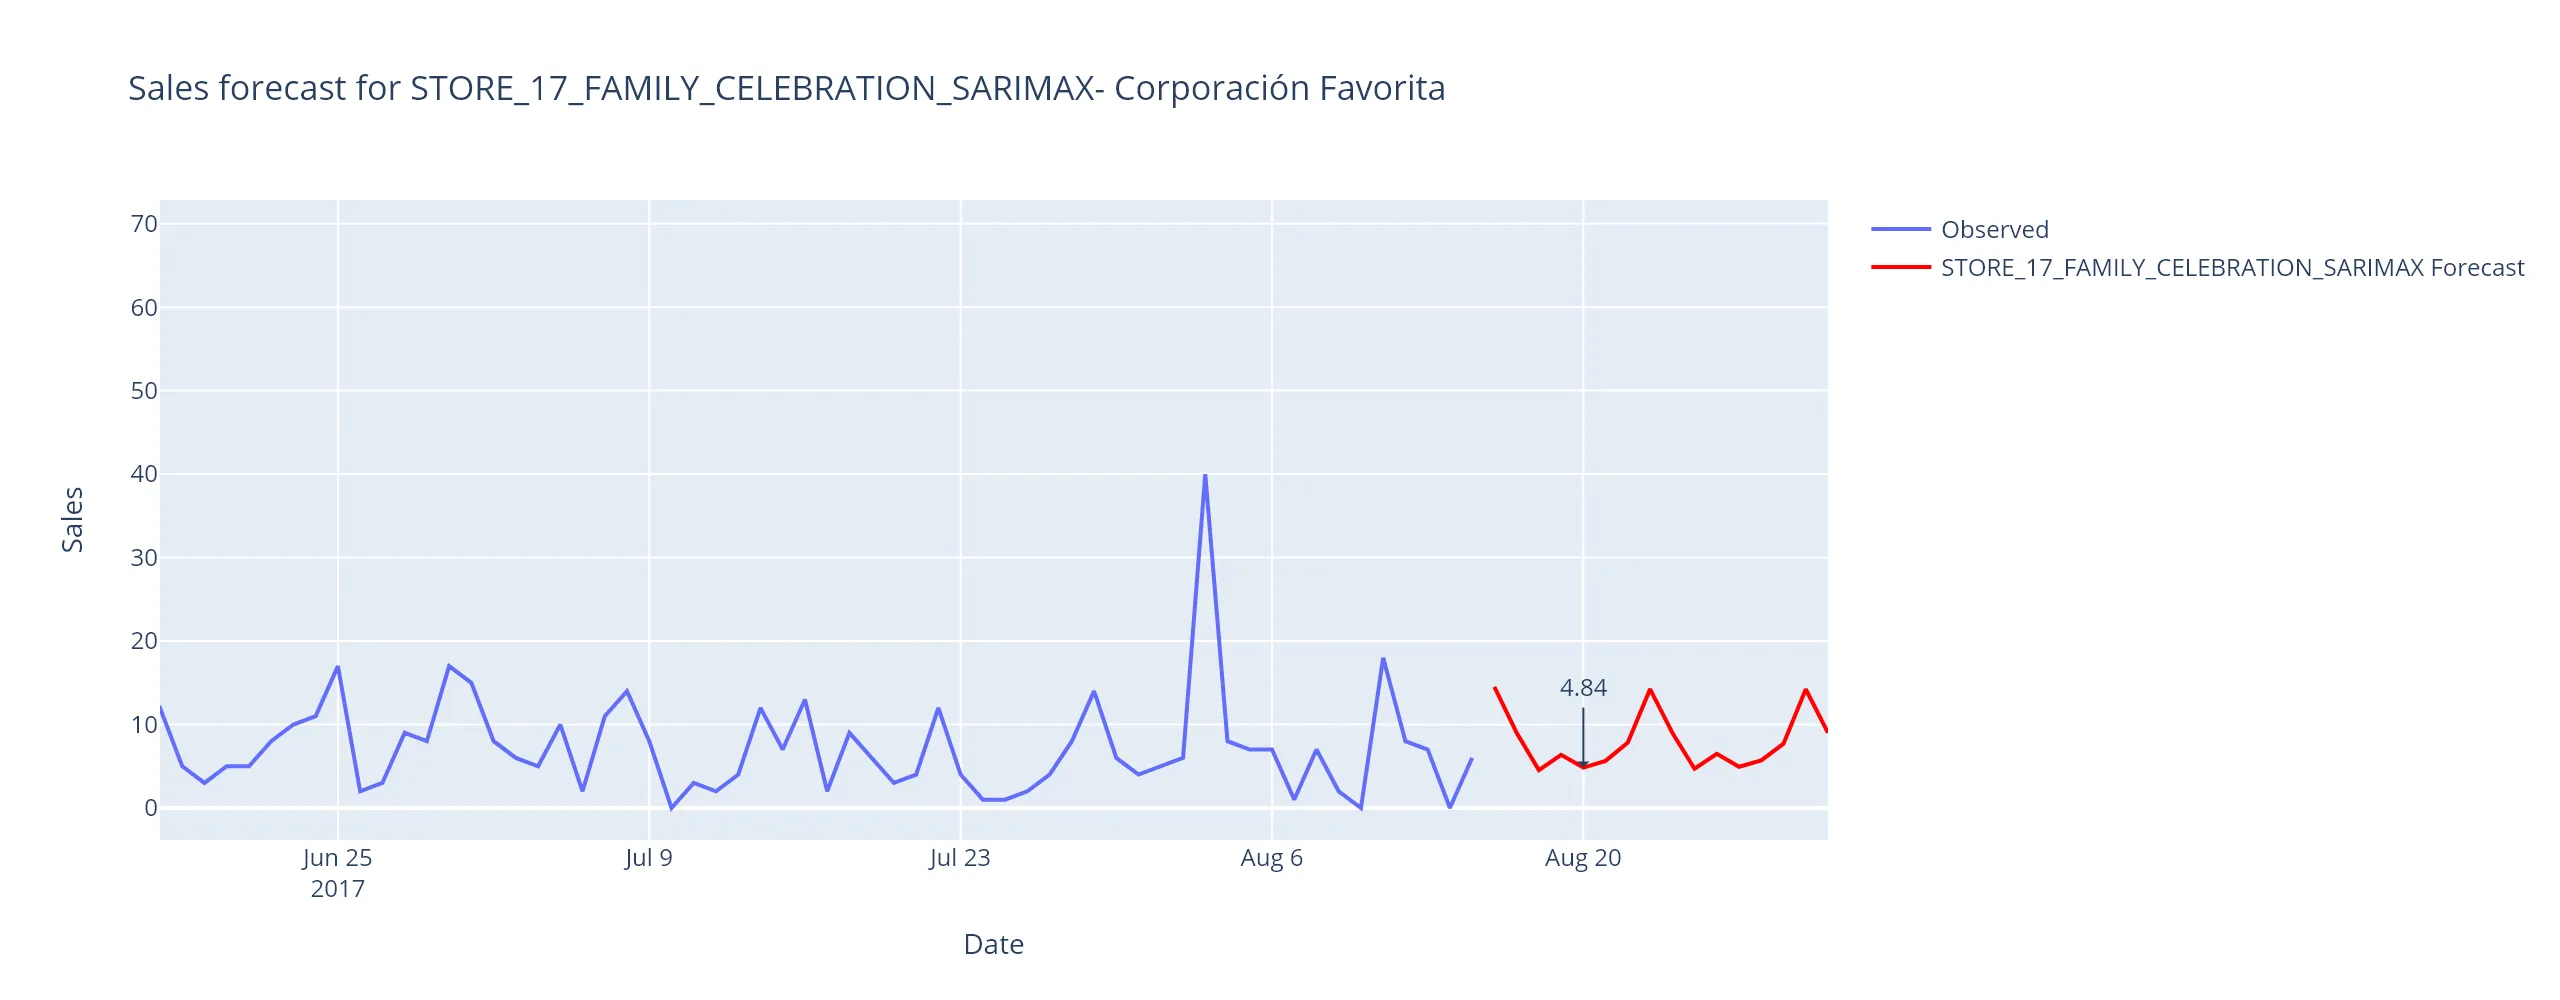 Sales forecast for STORE_17_FAMILY_CELEBRATION_SARIMAX- Corporación Favorita
Observed
STORE_17_FAMILY_CELEBRATION_SARIMAX Forecast
70
60
50
40
30
20
10
0
Sales
4.84
Jun 25
2017
Jul 9
Jul 23
Aug 6
Aug 20
Date